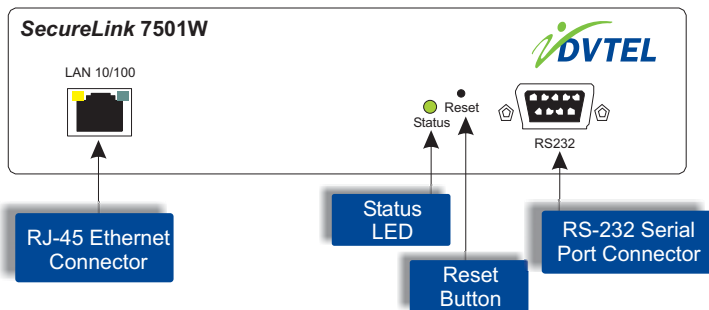 SecureLink 7501W
DVTEL
LAN 10/100
Reset
Status
RS232
Status
LED
RJ-45 Ethernet
Connector
RS-232 Serial
Port Connector
Reset
Button